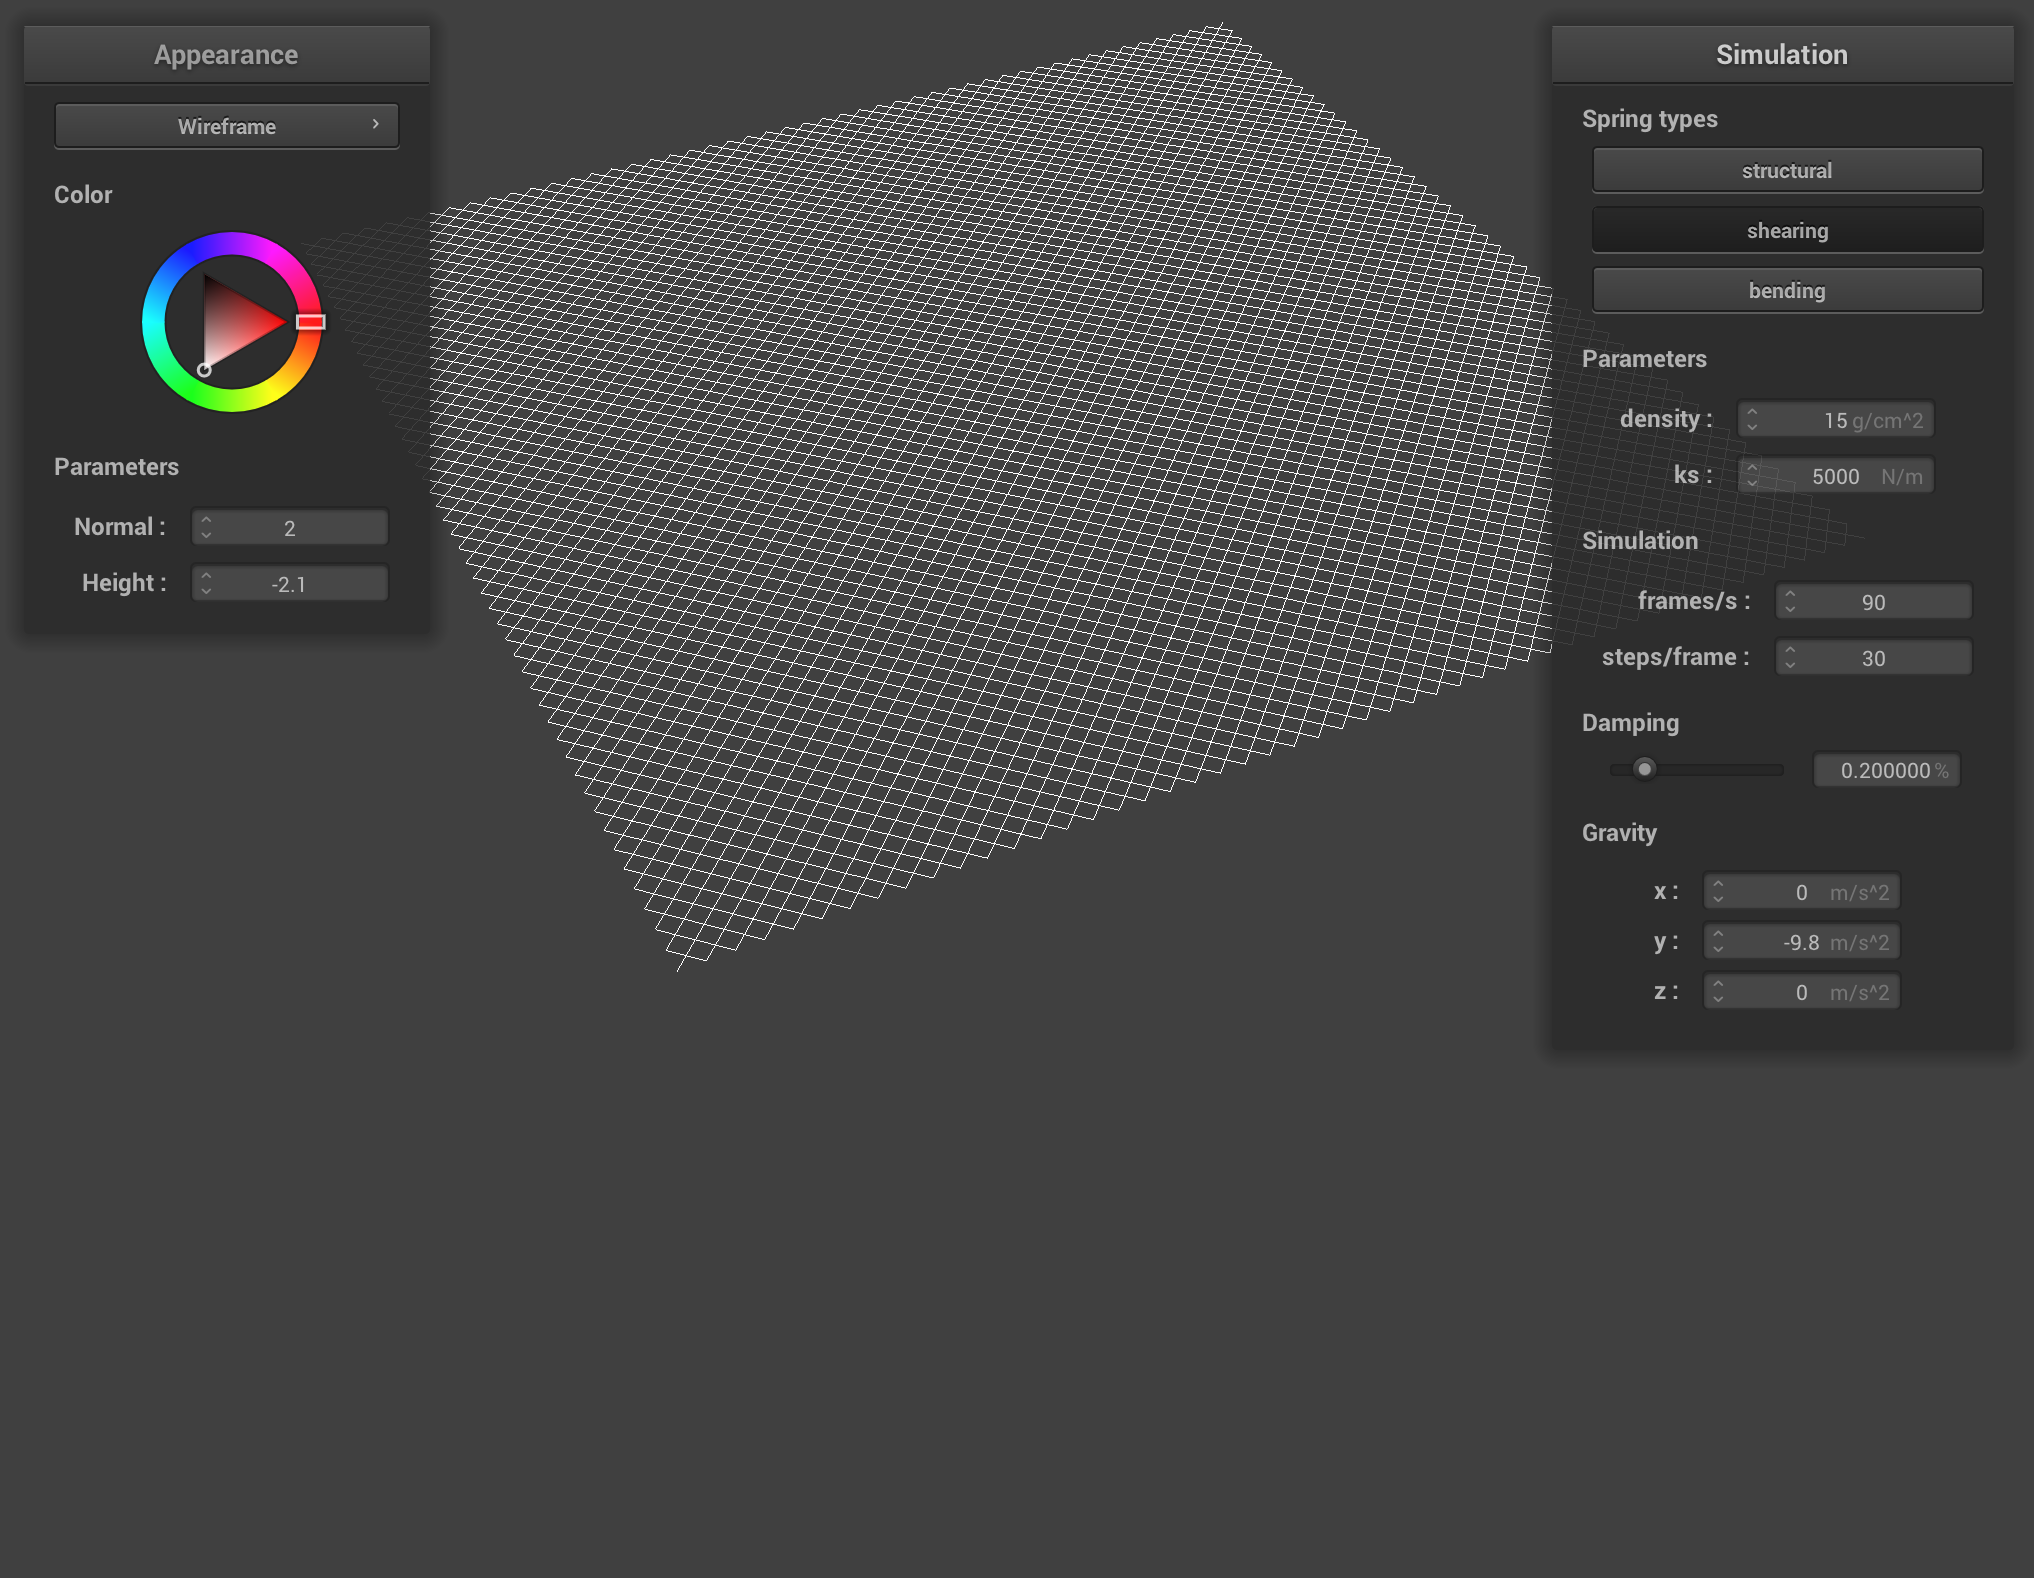 Appearance
Wireframe
Color
Parameters
Normal : 2
Height : -2.1
Simulation
Spring types
structural
shearing
bending
Parameters
density : 15 g/cm^2
ks : 5000 N/m
Simulation
frames/s : 90
steps/frame : 30
Damping
0.200000 %
Gravity
x : 0 m/s^2
y : -9.8 m/s^2
z : 0 m/s^2